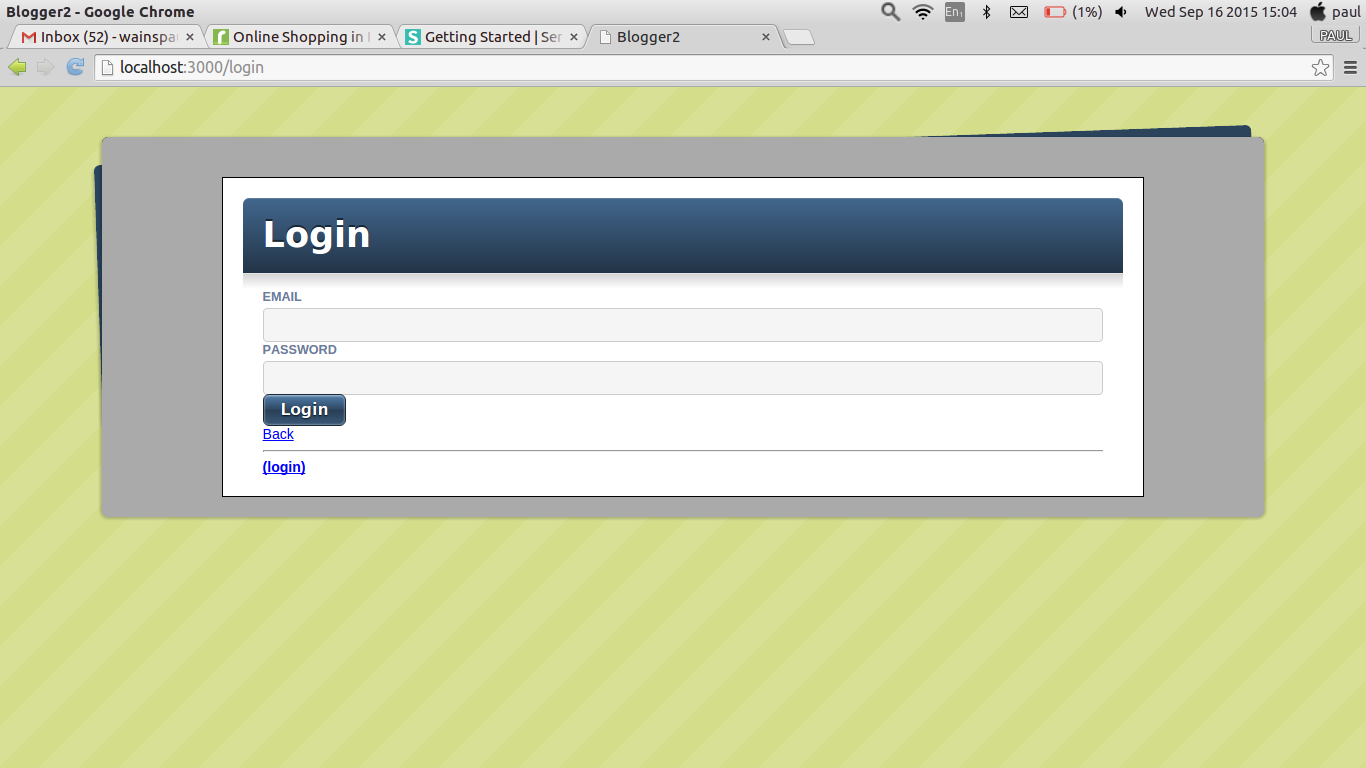 Blogger2 - Google Chrome
En1 (1%) Wed Sep 16 2015 15:04 paul
Inbox (52) - wainspa
Online Shopping in
Getting Started | Ser
Blogger2
PAUL
localhost:3000/login
Login
EMAIL
PASSWORD
Login
Back
(login)